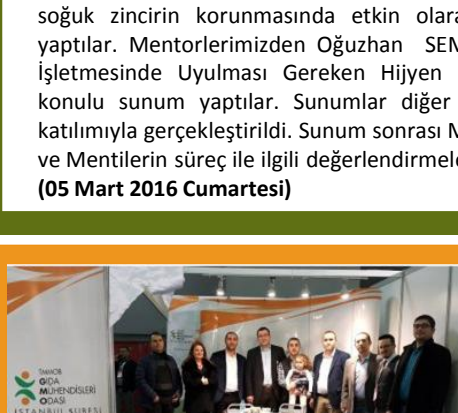 soğuk zincirin korunmasında etkin olara
yaptılar. Mentorlerimizden Oğuzhan SEM
İşletmesinde Uyulması Gereken Hijyen
konulu sunum yaptılar. Sunumlar diğer
katılımıyla gerçekleştirildi. Sunum sonrası M
ve Mentilerin süreç ile ilgili değerlendirmele
(05 Mart 2016 Cumartesi)
TMMOB
GIDA
MÜHENDİSLERİ
ODASI
İSTANBUL ŞUBESİ